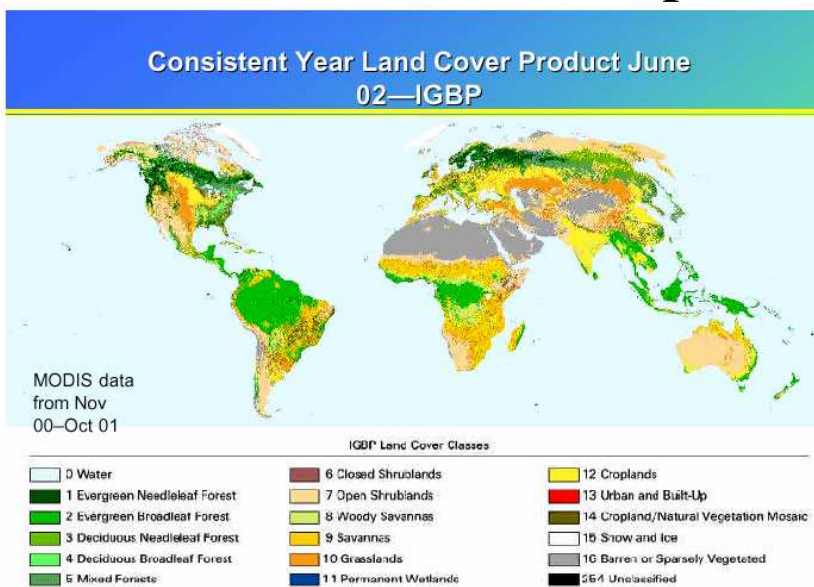 Consistent Year Land Cover Product June
02—IGBP
MODIS data
from Nov
00–Oct 01
IGBP Land Cover Classes
0 Water
1 Evergreen Needleleaf Forest
2 Evergreen Broadleaf Forest
3 Deciduous Needleleaf Forest
4 Deciduous Broadleaf Forest
5 Mixed Forests
6 Closed Shrublands
7 Open Shrublands
8 Woody Savannas
9 Savannas
10 Grasslands
11 Permanent Wetlands
12 Croplands
13 Urban and Built-Up
14 Cropland/Natural Vegetation Mosaic
15 Snow and Ice
16 Barren or Sparsely Vegetated
254 Unclassified